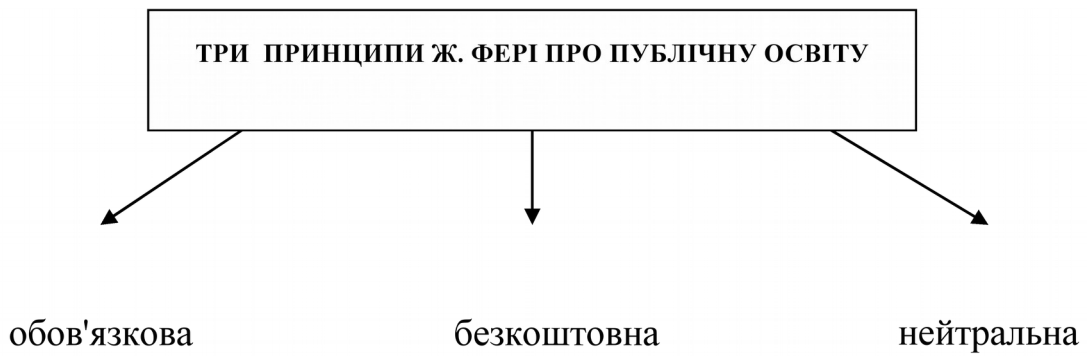 ТРИ ПРИНЦИПИ Ж. ФЕРІ ПРО ПУБЛІЧНУ ОСВІТУ
обов'язкова безкоштовна нейтральна